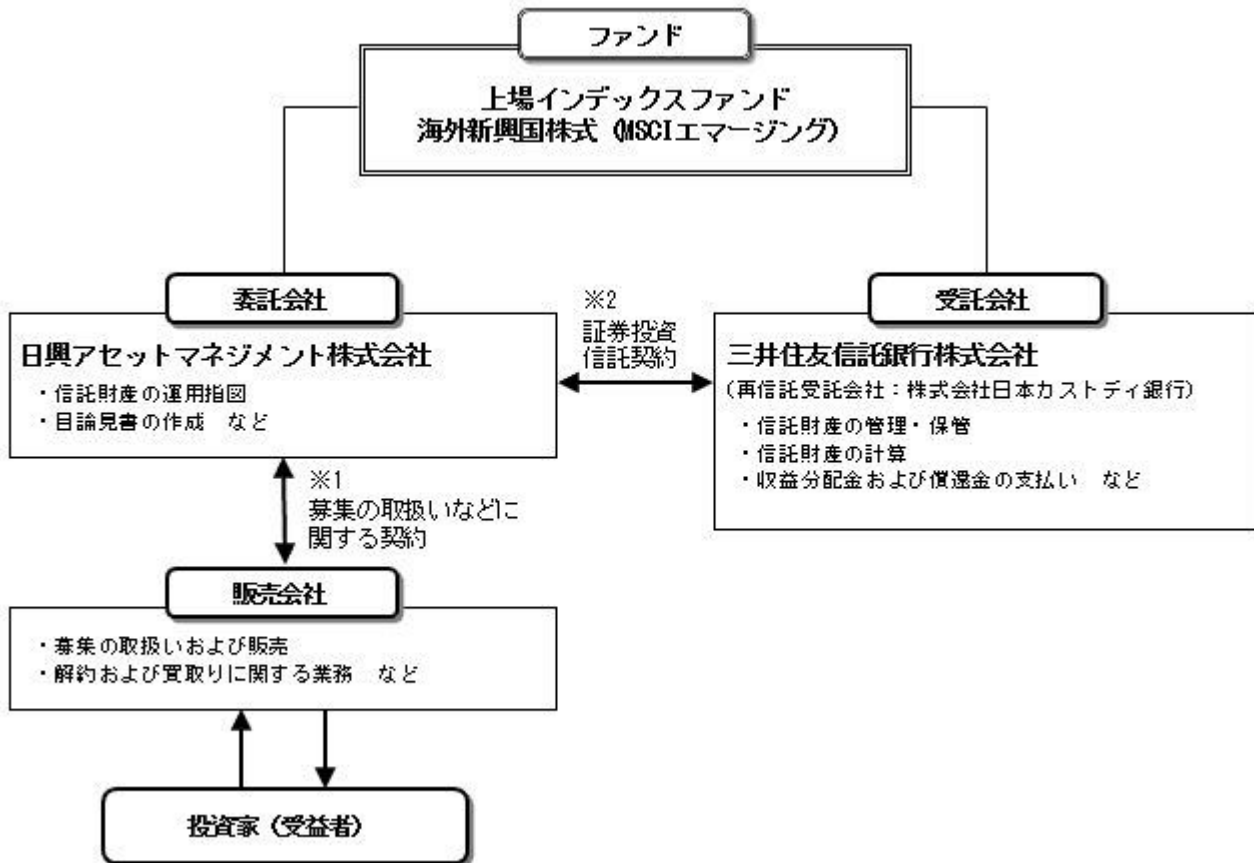 ファンド
上場インデックスファンド
海外新興国株式(MSCIエマージング)
委託会社
日興アセットマネジメント株式会社
・信託財産の運用指図
・目論見書の作成 など
※2
証券投資
信託契約
受託会社
三井住友信託銀行株式会社
(再信託受託会社:株式会社日本カストディ銀行)
・信託財産の管理・保管
・信託財産の計算
・収益分配金および償還金の支払い など
※1
募集の取扱いなどに
関する契約
販売会社
・募集の取扱いおよび販売
・解約および買取りに関する業務 など
投資家(受益者)